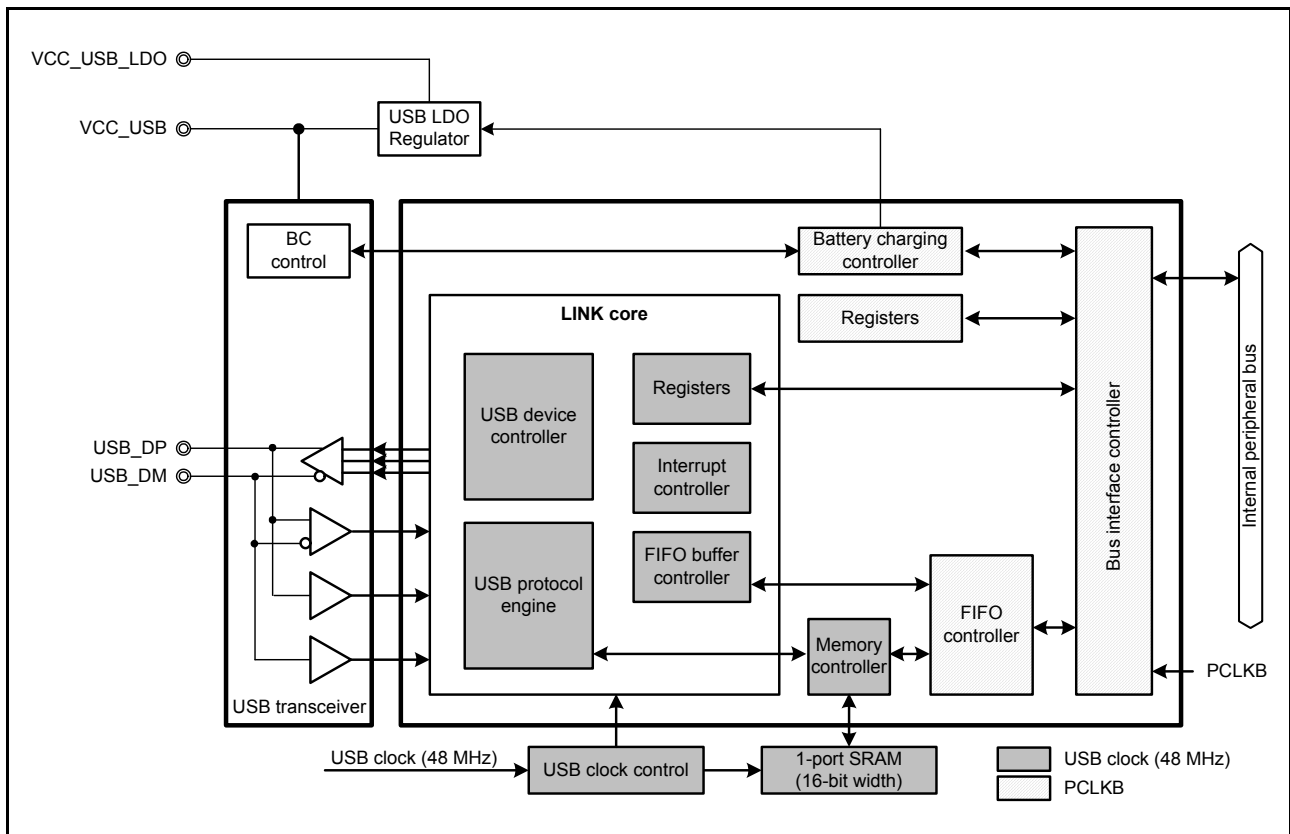 VCC_USB_LDO
VCC_USB
USB LDO
Regulator
BC
control
Battery charging
controller
LINK core
Registers
USB device
controller
Registers
Interrupt
controller
USB_DP
USB_DM
FIFO buffer
controller
USB protocol
engine
Memory
controller
FIFO
controller
Bus interface controller
Internal peripheral bus
PCLKB
USB transceiver
USB clock (48 MHz)
USB clock control
1-port SRAM
(16-bit width)
USB clock (48 MHz)
PCLKB